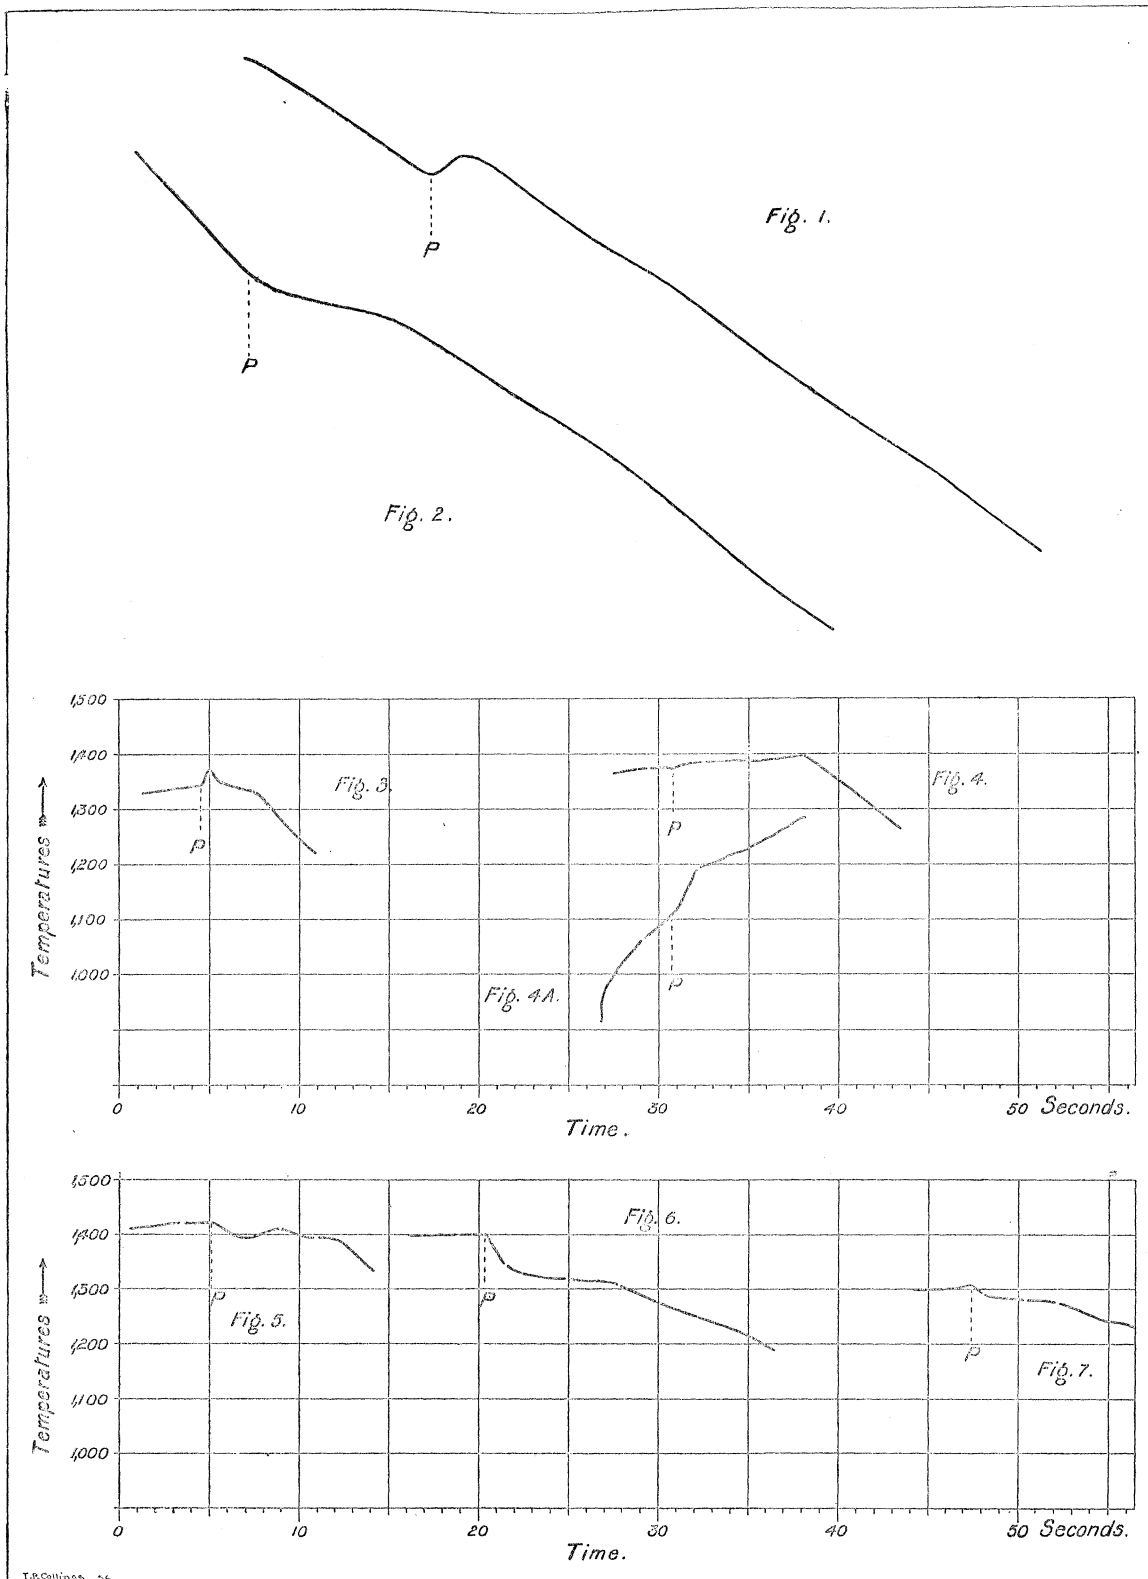 Fig. 1.
P
P
Fig. 2.
1,500
1,400
1,300
1,200
1,100
1,000
Temperatures
Fig. 3.
P
Fig. 4.
P
Fig. 4A.
P
0 10 20 30 40 50 Seconds.
Time.
1,500
1,400
1,300
1,200
1,100
1,000
Temperatures
P
Fig. 5.
Fig. 6.
P
P
Fig. 7.
0 10 20 30 40 50 Seconds.
Time.
T.R. Collings